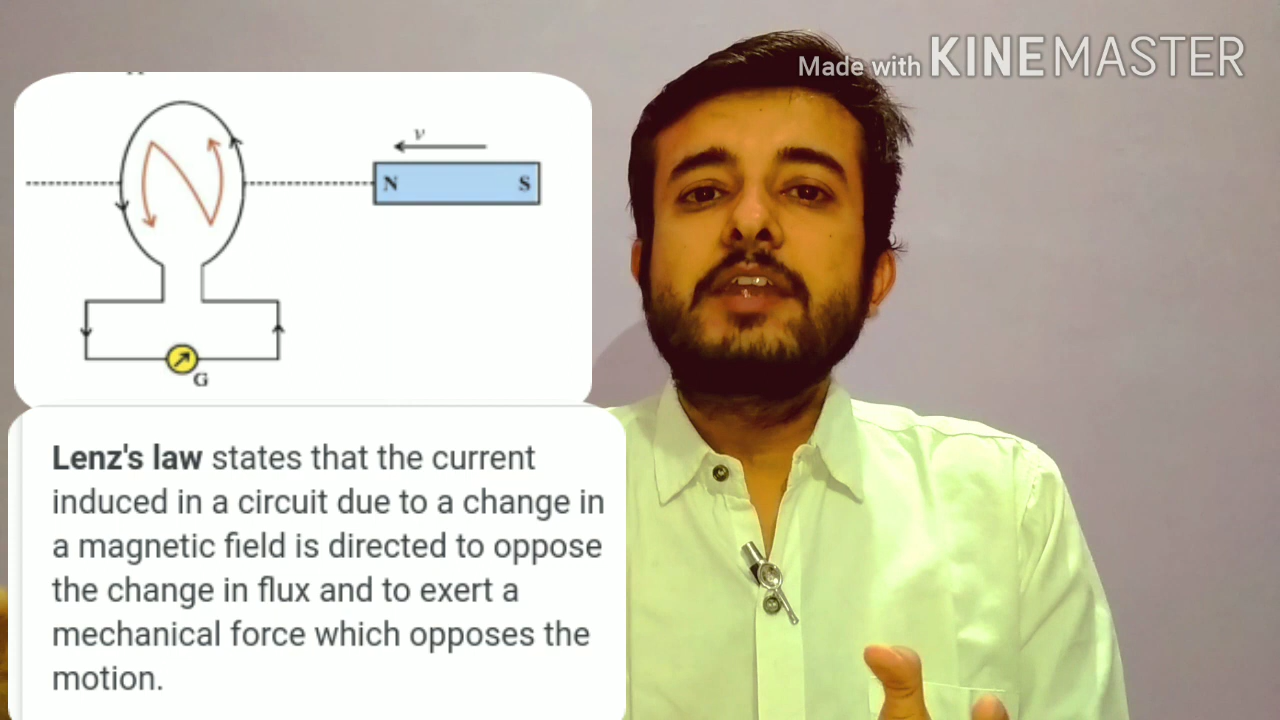 Made with KINEMASTER
v
N
N S
G
Lenz's law states that the current
induced in a circuit due to a change in
a magnetic field is directed to oppose
the change in flux and to exert a
mechanical force which opposes the
motion.